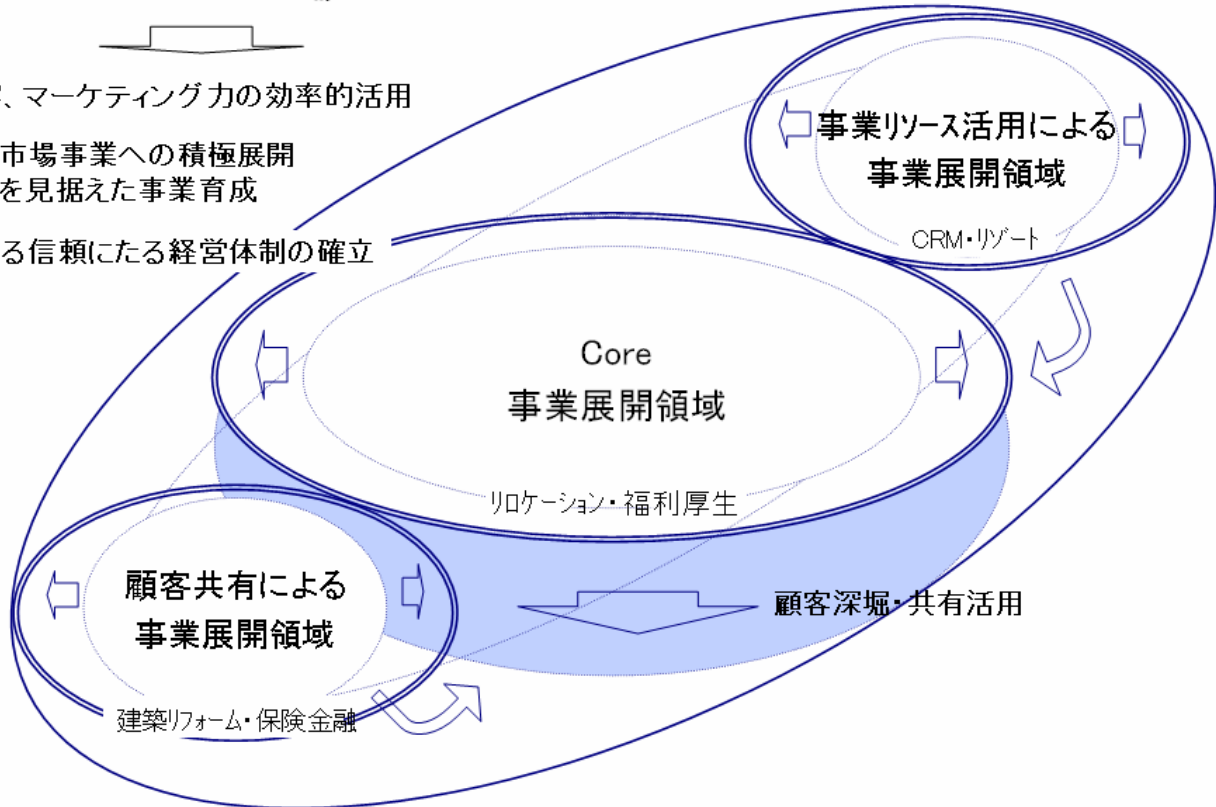 、マーケティング力の効率的活用
市場事業への積極展開
を見据えた事業育成
る信頼にたる経営体制の確立
事業リソース活用による
事業展開領域
CRM・リゾート
Core
事業展開領域
リロケーション・福利厚生
顧客共有による
事業展開領域
建築リフォーム・保険金融
顧客深堀・共有活用